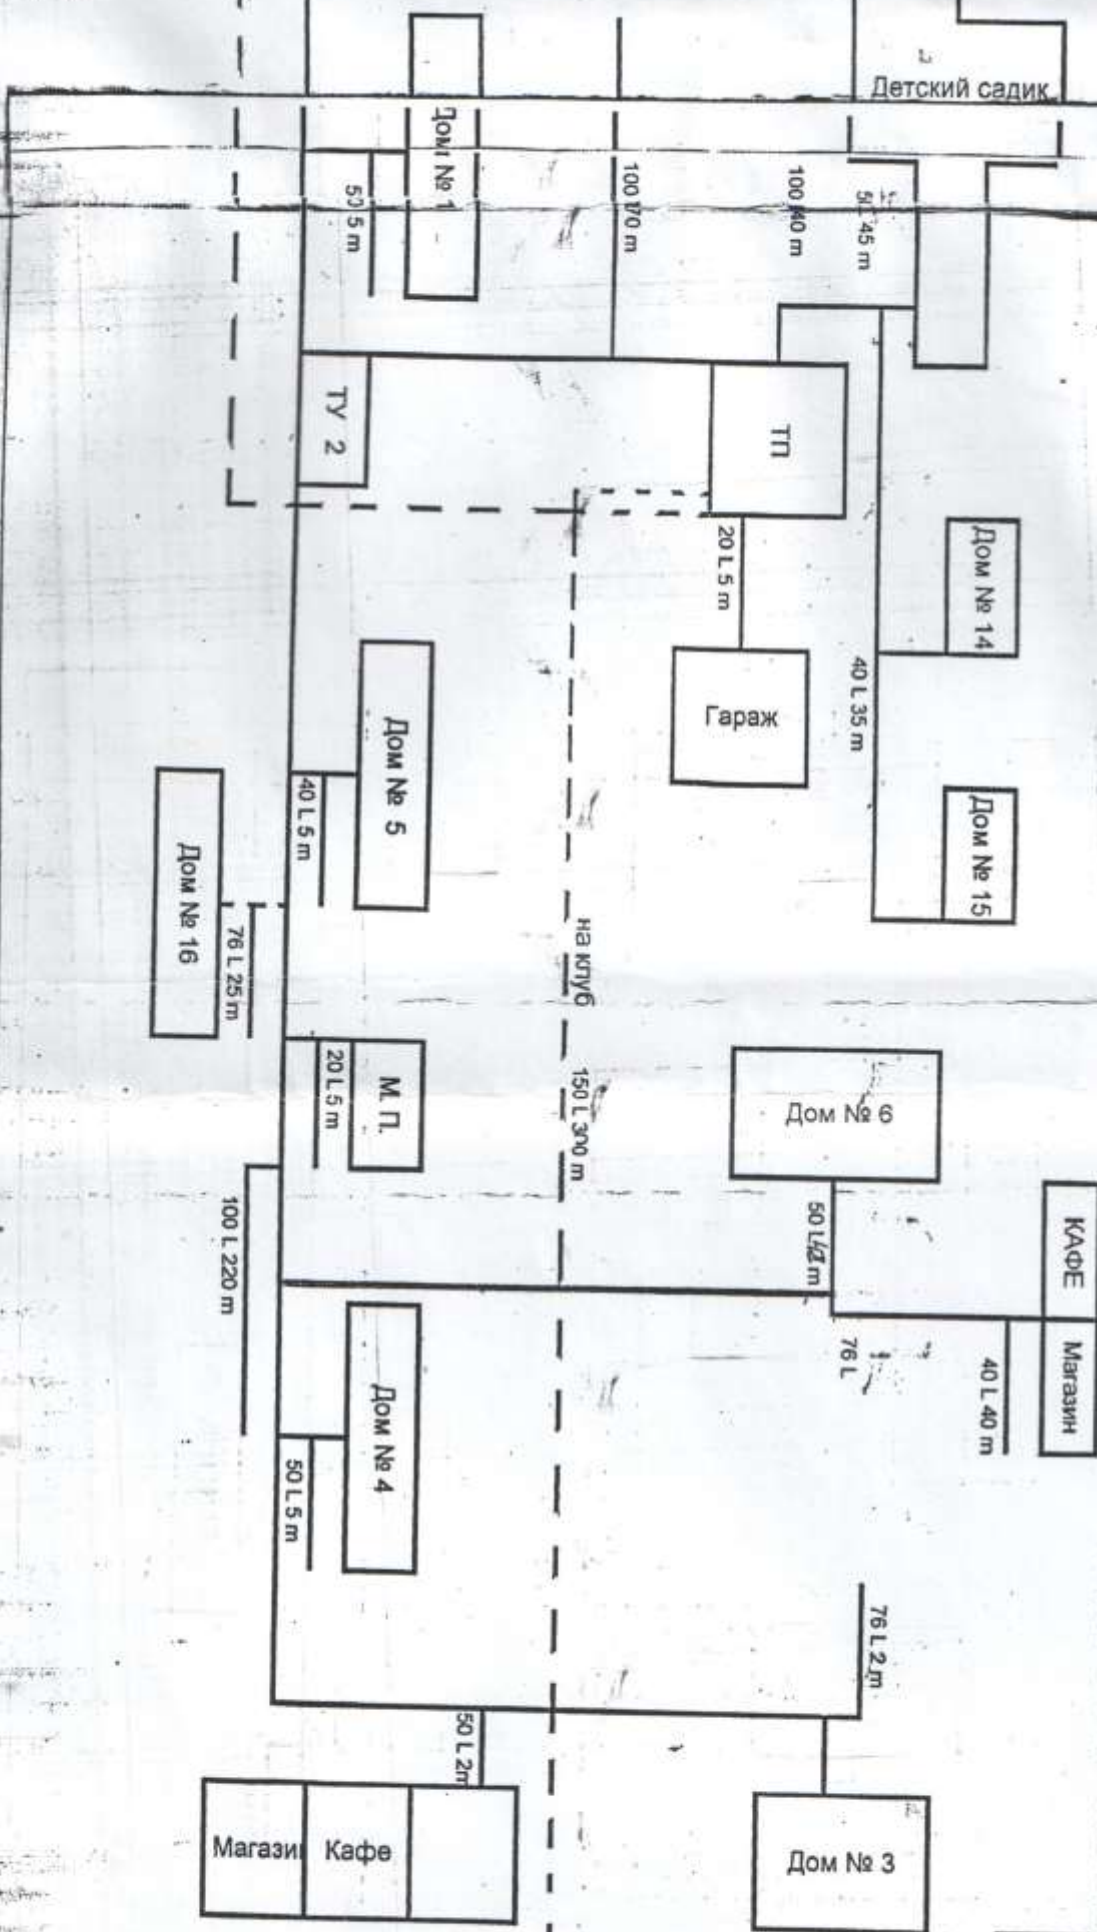 Детский садик
Дом № 1
100 40 m
45 m
ТУ 2
ТП
20 L 5 m
Дом № 14
40 L 35 m
Гараж
Дом № 5
40 L 5 m
Дом № 15
Дом № 16
76 L 25 m
на клуб
150 L 300 m
М. П.
20 L 5 m
Дом № 6
50 L
КАФЕ
Магазин
76 L
40 L 40 m
100 L 220 m
Дом № 4
50 L 5 m
76 L 2 m
50 L 2m
Магази
Кафе
Дом № 3